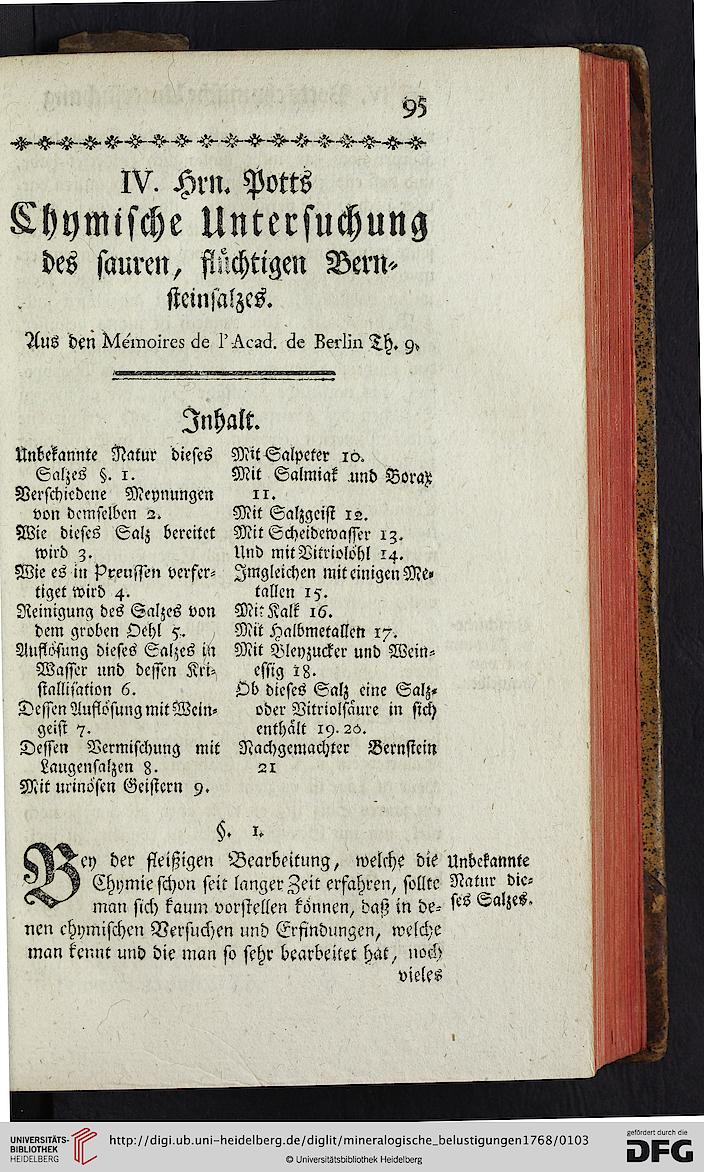 95
IV. Hrn. Potts
Chymische Untersuchung
des sauren, flüchtigen Bern-
steinsalzes.
Aus den Mémoires de l'Acad. de Berlin Th. 9.
Inhalt.
Unbekannte Natur dieses
Salzes §. 1.
Verschiedene Meynungen
von demselben 2.
Wie dieses Salz bereitet
wird 3.
Wie es in Preussen verfer-
tiget wird 4.
Reinigung des Salzes von
dem groben Oehl 5.
Auflösung dieses Salzes in
Wasser und dessen Kri-
stallisation 6.
Dessen Auflösung mit Wein-
geist 7.
Dessen Vermischung mit
Laugensalzen 8.
Mit urinösen Geistern 9.
Mit Salpeter 10.
Mit Salmiak und Borax
11.
Mit Salzgeist 12.
Mit Scheidewasser 13.
Und mit Vitriolöhl 14.
Imgleichen mit einigen Me-
tallen 15.
Mit Kalk 16.
Mit Halbmetallen 17.
Mit Bleyzucker und Wein-
essig 18.
Ob dieses Salz eine Salz-
oder Vitriolsäure in sich
enthält 19. 20.
Nachgemachter Bernstein
21
§. 1.
Bey der fleißigen Bearbeitung, welche die
Chymie schon seit langer Zeit erfahren, sollte
man sich kaum vorstellen können, daß in de-
nen chymischen Versuchen und Erfindungen, welche
man kennt und die man so sehr bearbeitet hat, noch
vieles
Unbekannte
Natur die-
ses Salzes.
UNIVERSITÄTS-
BIBLIOTHEK
HEIDELBERG
http://digi.ub.uni-heidelberg.de/diglit/mineralogische_belustigungen1768/0103
© Universitätsbibliothek Heidelberg
gefördert durch die
DFG